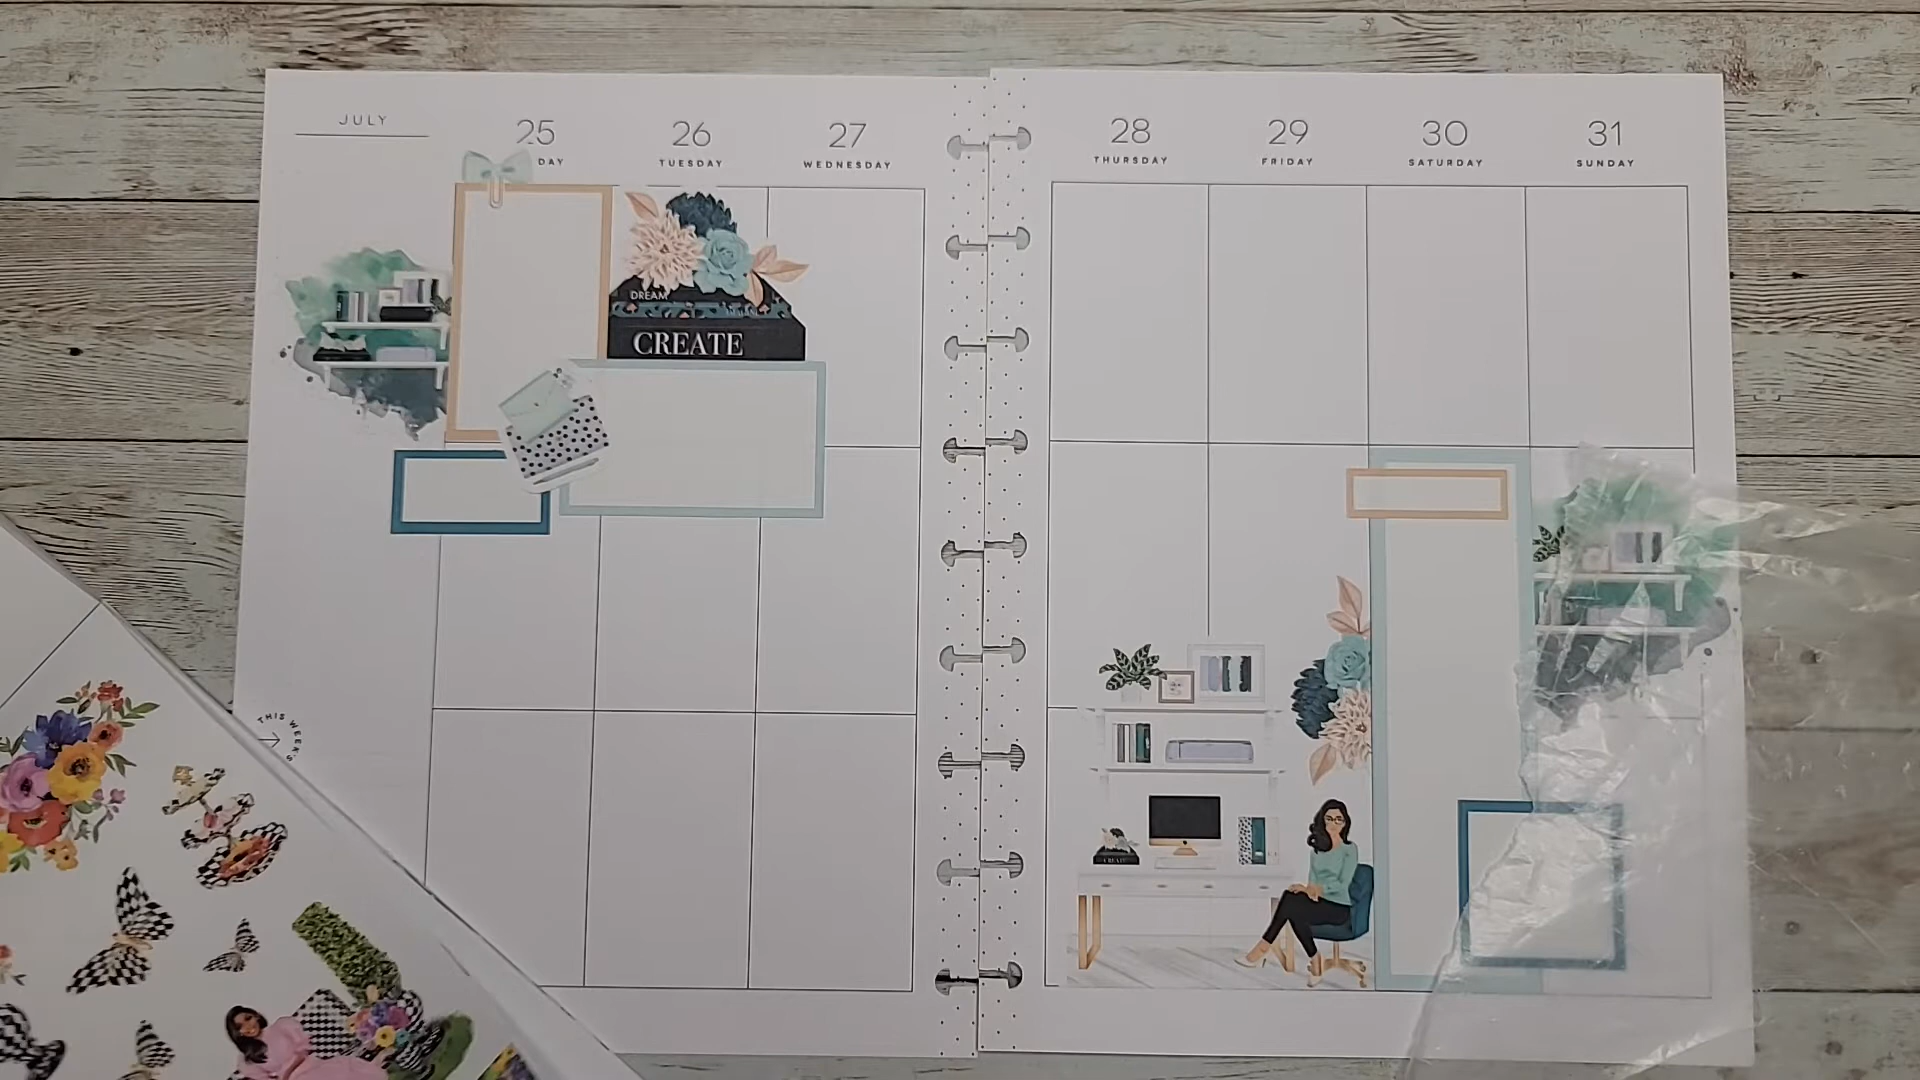 JULY
25
DAY
26
TUESDAY
27
WEDNESDAY
28
THURSDAY
29
FRIDAY
30
SATURDAY
31
SUNDAY
DREAM
CREATE
THIS WEEK'S
CREATE